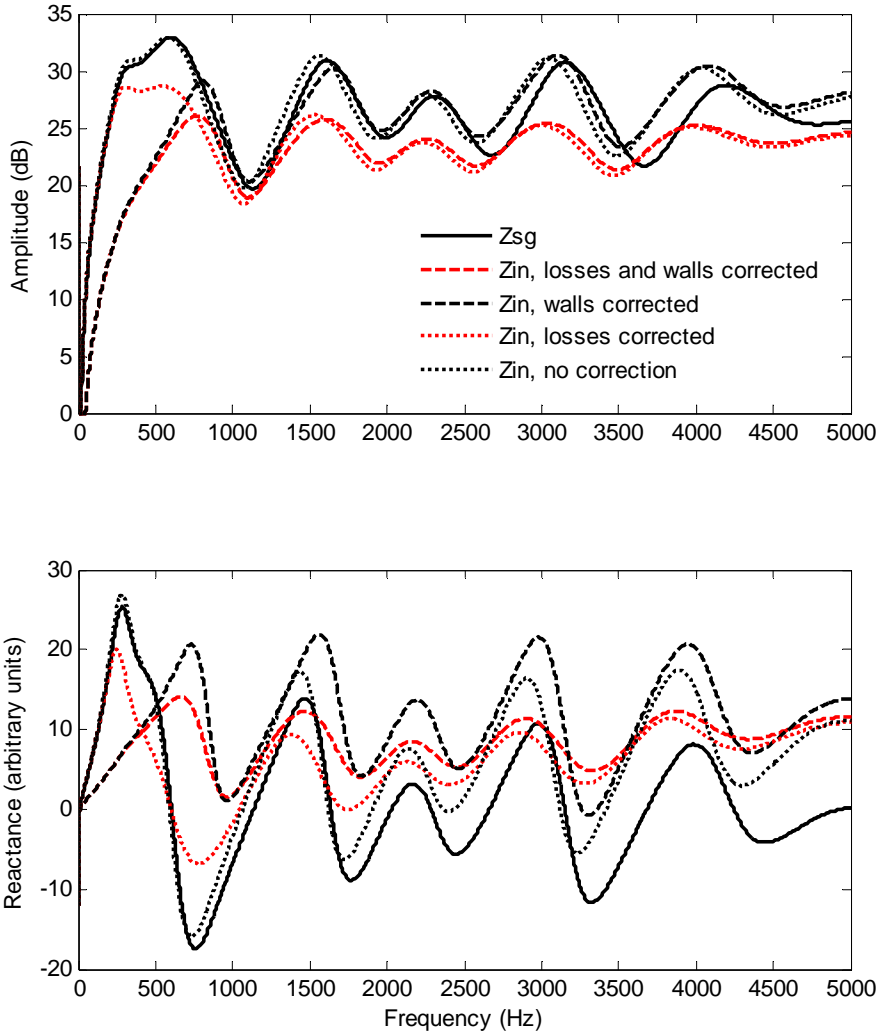 35
30
25
20
15
10
5
0
Amplitude (dB)
Zsg
Zin, losses and walls corrected
Zin, walls corrected
Zin, losses corrected
Zin, no correction
0 500 1000 1500 2000 2500 3000 3500 4000 4500 5000
30
20
10
0
-10
-20
Reactance (arbitrary units)
0 500 1000 1500 2000 2500 3000 3500 4000 4500 5000
Frequency (Hz)